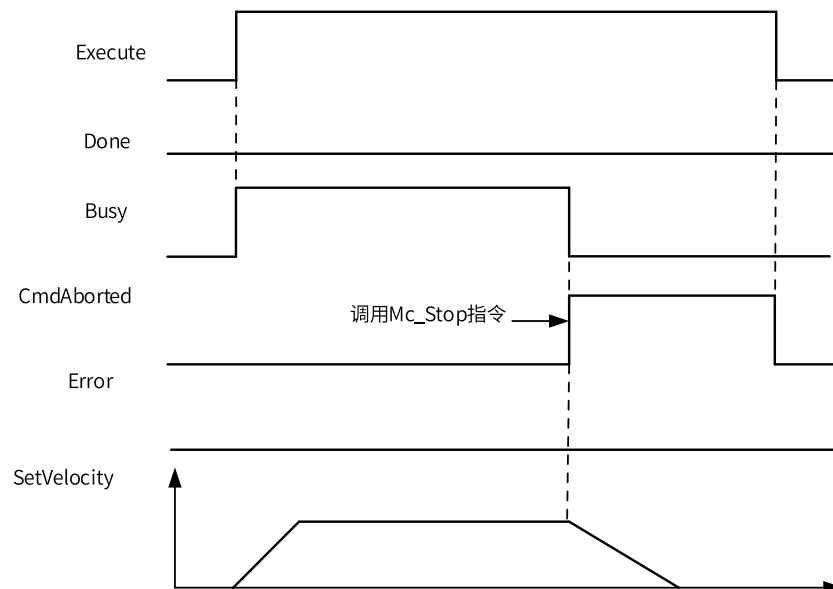 Execute
Done
Busy
CmdAborted
调用Mc_Stop指令
Error
SetVelocity